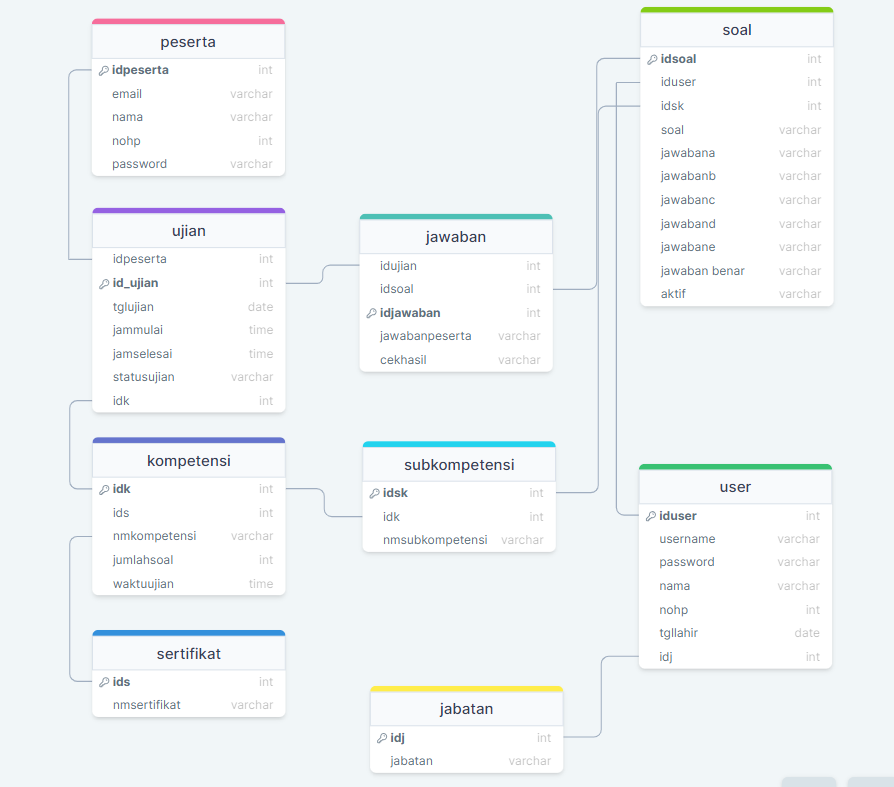 peserta
idpeserta int
email varchar
nama varchar
nohp int
password varchar
ujian
idpeserta int
id_ujian int
tglujian date
jammulai time
jamselesai time
statusujian varchar
idk int
kompetensi
idk int
ids int
nmkompetensi varchar
jumlahsoal int
waktuujian time
sertifikat
ids int
nmsertifikat varchar
jawaban
idujian int
idsoal int
idjawaban int
jawabanpeserta varchar
cekhasil varchar
subkompetensi
idsk int
idk int
nmsubkompetensi varchar
jabatan
idj int
jabatan varchar
soal
idsoal int
iduser int
idsk int
soal varchar
jawabana varchar
jawabanb varchar
jawabanc varchar
jawaband varchar
jawabane varchar
jawaban benar varchar
aktif varchar
user
iduser int
username varchar
password varchar
nama varchar
nohp int
tgllahir date
idj int